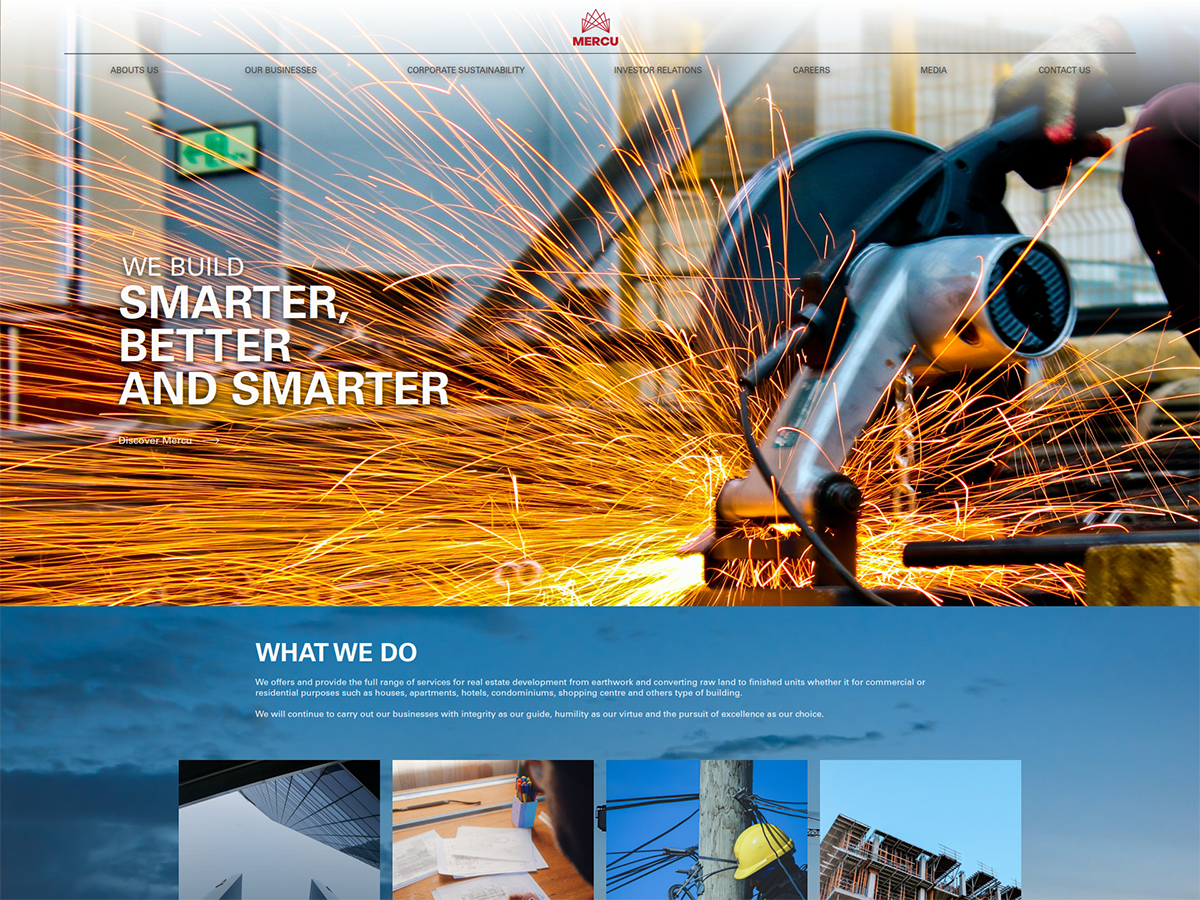 MERCU
ABOUTS US
OUR BUSINESSES
CORPORATE SUSTAINABILITY
INVESTOR RELATIONS
CAREERS
MEDIA
CONTACT US
WE BUILD
SMARTER,
BETTER
AND SMARTER
Discover Mercu
WHAT WE DO
We offers and provide the full range of services for real estate development from earthwork and converting raw land to finished units whether it for commercial or
residential purposes such as houses, apartments, hotels, condominiums, shopping centre and others type of building.
We will continue to carry out our businesses with integrity as our guide, humility as our virtue and the pursuit of excellence as our choice.